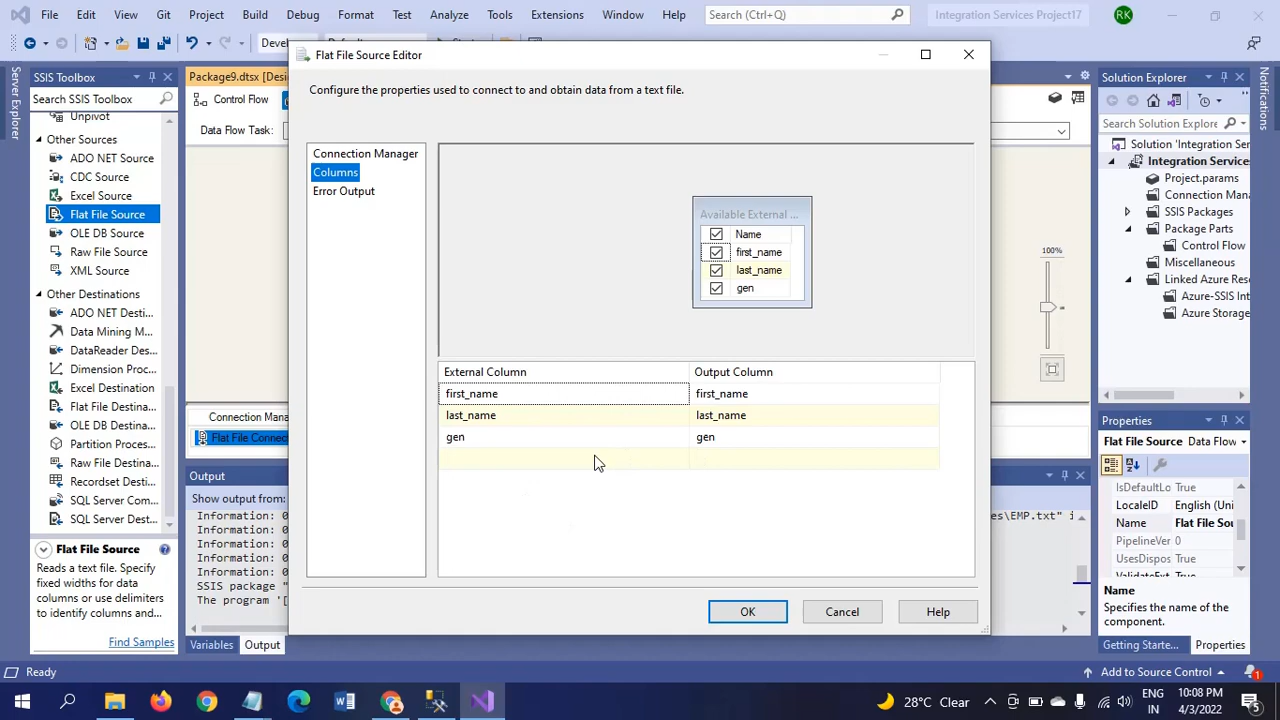 File
Edit
View
Git
Project
Build
Debug
Format
Test
Analyze
Tools
Extensions
Window
Help
Search (Ctrl+Q)
Integration Services Project17
RK
Server Explorer
SSIS Toolbox
Search SSIS Toolbox
Unpivot
Other Sources
ADO NET Source
CDC Source
Excel Source
Flat File Source
OLE DB Source
Raw File Source
XML Source
Other Destinations
ADO NET Desti...
Data Mining M...
DataReader Des...
Dimension Proc...
Excel Destination
Flat File Destinat...
OLE DB Destina...
Partition Proces...
Raw File Destina...
Recordset Desti...
SQL Server Com...
SQL Server Dest...
Flat File Source
Reads a text file. Specify
fixed widths for data
columns or use delimiters
to identify columns and...
Find Samples
Package9.dtsx [Desi
Control Flow
Data Flow Task:
Flat File Source Editor
Configure the properties used to connect to and obtain data from a text file.
Connection Manager
Columns
Error Output
Available External ...
Name
first_name
last_name
gen
External Column
Output Column
first_name
first_name
last_name
last_name
gen
gen
OK
Cancel
Help
100%
Connection Mana
Flat File Connec
Output
Show output from:
Information: 0
Information: 0
Information: 0
Information: 0
Information: 0
SSIS package "
The program '[
es\EMP.txt" i
Variables
Output
Solution Explorer
Search Solution Explore
Solution 'Integration Ser
Integration Services
Project.params
Connection Mana
SSIS Packages
Package Parts
Control Flow
Miscellaneous
Linked Azure Res
Azure-SSIS Int
Azure Storage
Notifications
Properties
Flat File Source Data Flow
IsDefaultLo True
LocaleID English (Uni
Name Flat File Sou
PipelineVer 0
UsesDispos True
ValidateExt True
Name
Specifies the name of the
component.
Getting Starte...
Properties
Ready
Add to Source Control
1
28°C Clear
ENG
IN
10:08 PM
4/3/2022
5